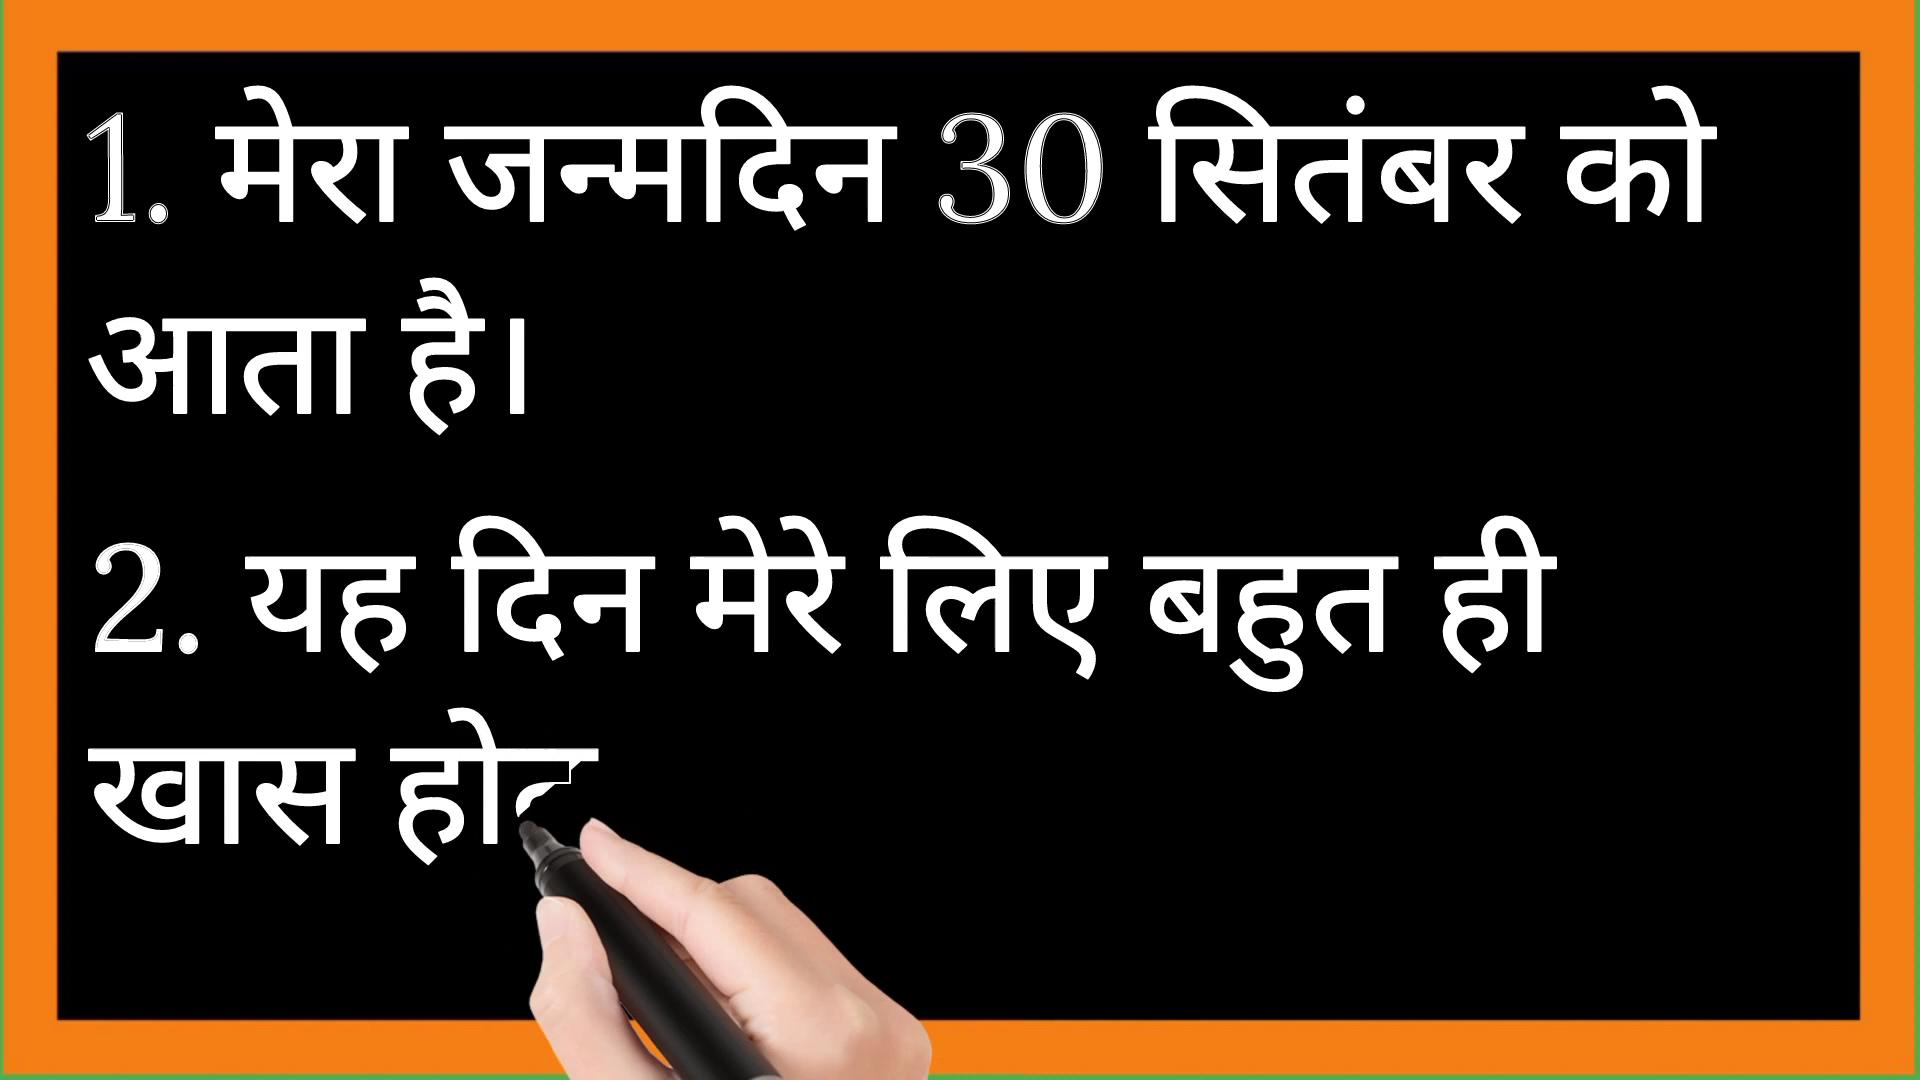 1. मेरा जन्मदिन 30 सितंबर को
आता है।
2. यह दिन मेरे लिए बहुत ही
खास